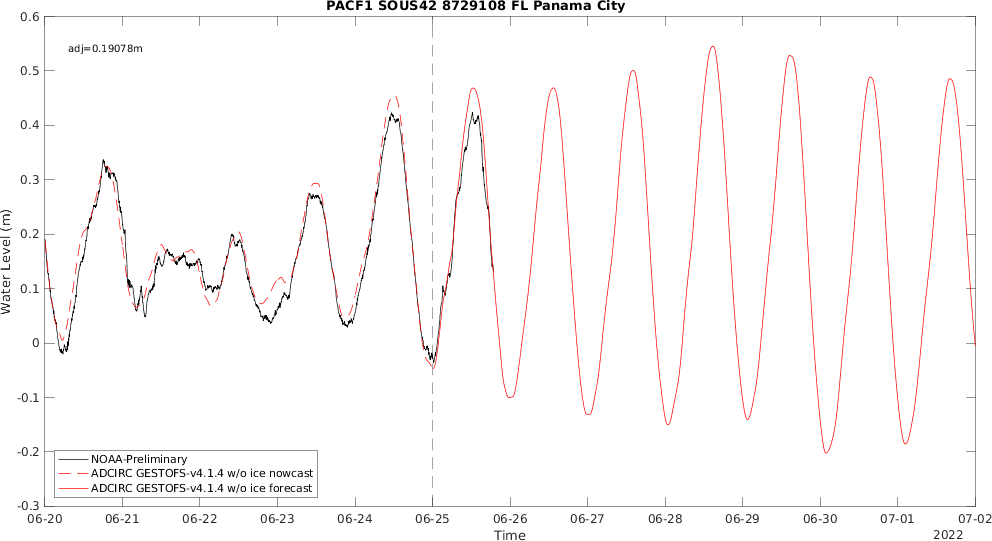 PACF1 SOUS42 8729108 FL Panama City
adj=0.19078m
0.6
0.5
0.4
0.3
0.2
0.1
0
-0.1
-0.2
-0.3
Water Level (m)
NOAA-Preliminary
ADCIRC GESTOFS-v4.1.4 w/o ice nowcast
ADCIRC GESTOFS-v4.1.4 w/o ice forecast
06-20 06-21 06-22 06-23 06-24 06-25 06-26 06-27 06-28 06-29 06-30 07-01 07-02
Time
2022